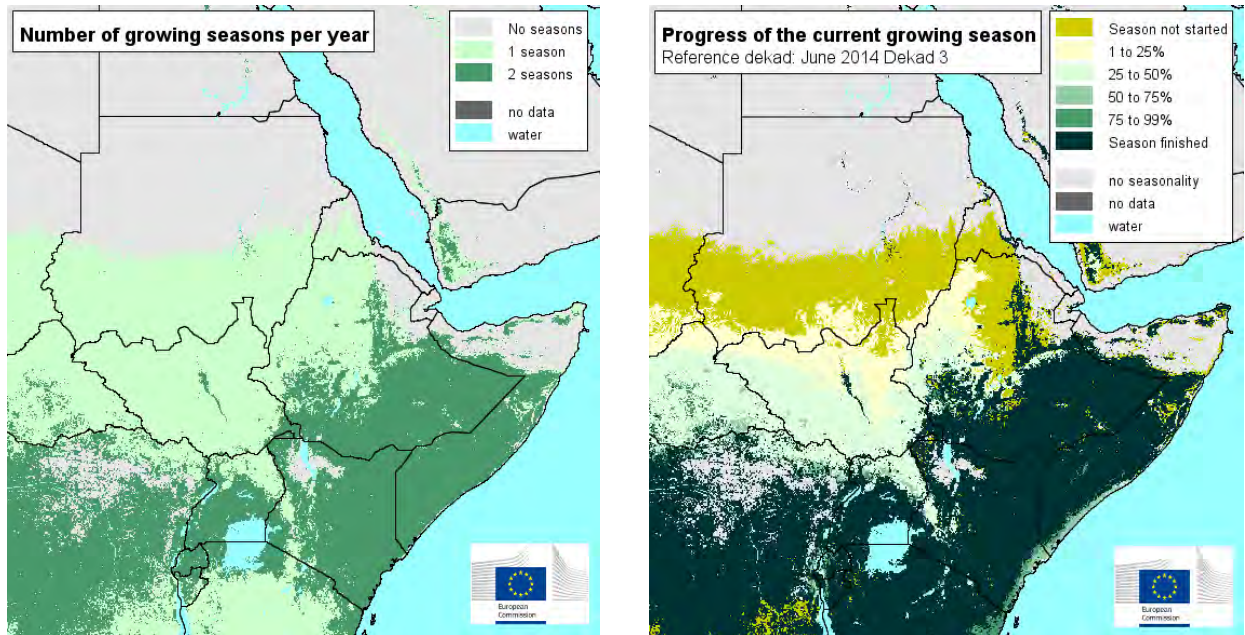 Number of growing seasons per year
No seasons
1 season
2 seasons
no data
water
European
Commission
Progress of the current growing season
Reference dekad: June 2014 Dekad 3
Season not started
1 to 25%
25 to 50%
50 to 75%
75 to 99%
Season finished
no seasonality
no data
water
European
Commission